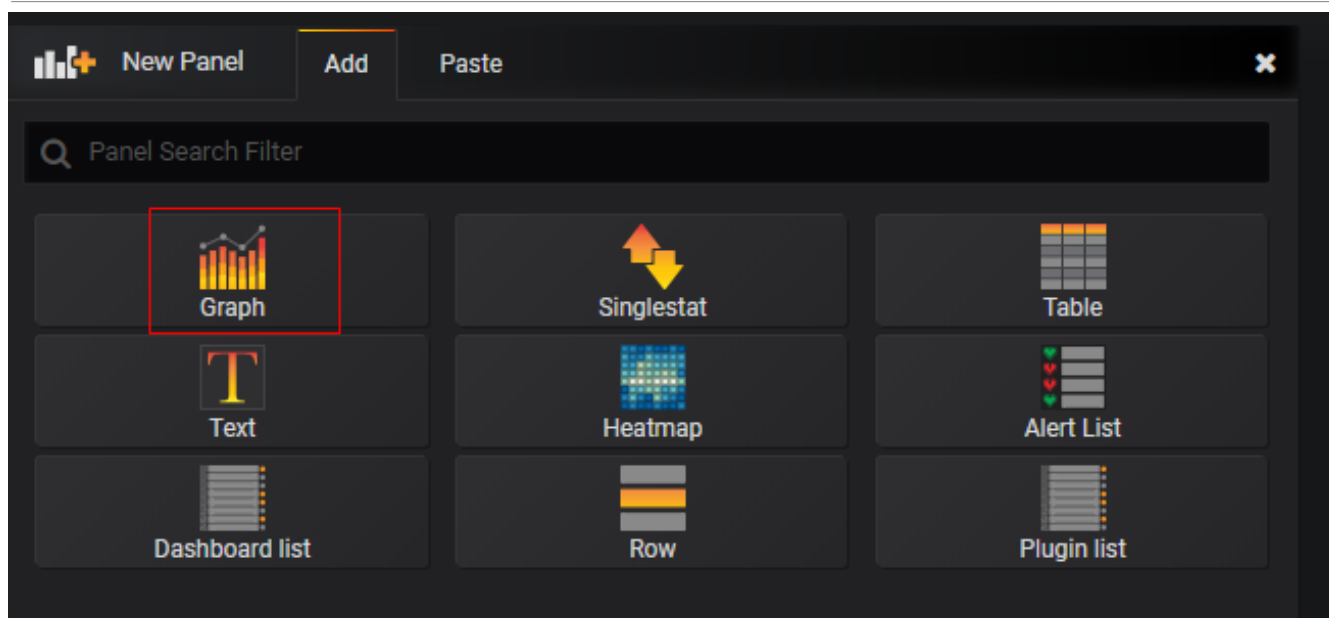 New Panel Add Paste
Panel Search Filter
Graph Singlestat Table
Text Heatmap Alert List
Dashboard list Row Plugin list